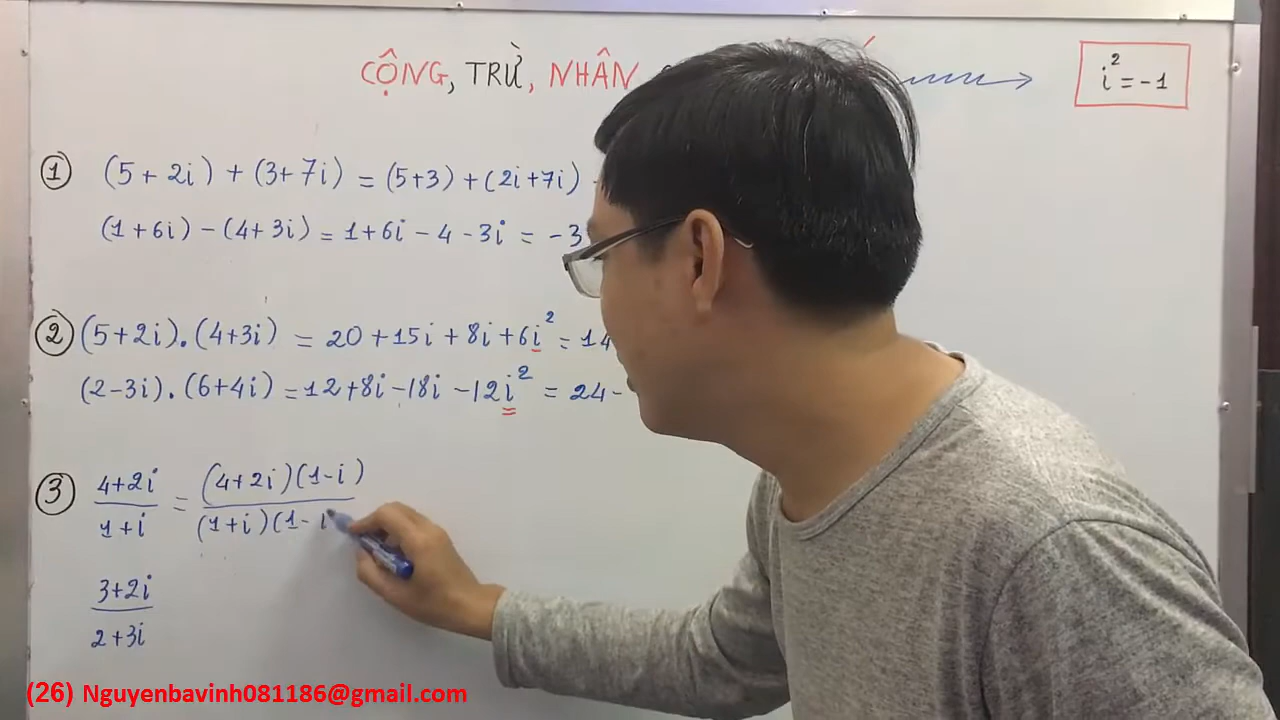 CỘNG, TRỪ, NHÂN
i² = -1
① (5 + 2i) + (3 + 7i) = (5+3) + (2i + 7i)
(1 + 6i) - (4 + 3i) = 1 + 6i - 4 - 3i = -3
② (5+2i).(4+3i) = 20 + 15i + 8i + 6i² = 14
(2-3i).(6+4i) = 12 + 8i - 18i - 12i² = 24 -
③ 4+2i / 1+i = (4+2i)(1-i) / (1+i)(1-i
3+2i / 2+3i
(26) Nguyenbavinh081186@gmail.com